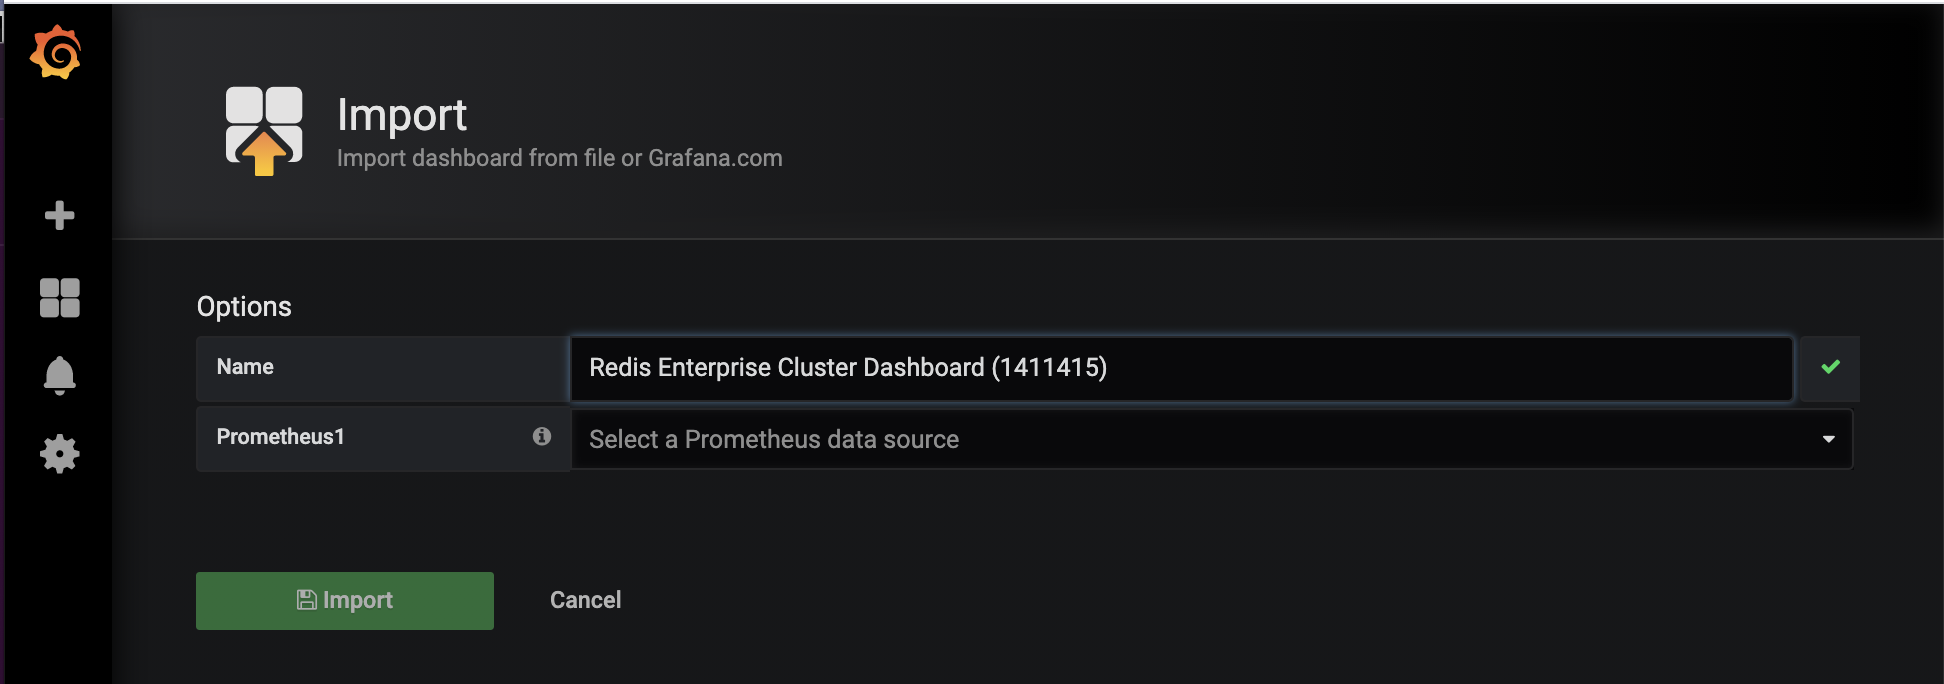 Import
Import dashboard from file or Grafana.com
Options
Name
Redis Enterprise Cluster Dashboard (1411415)
Prometheus1
Select a Prometheus data source
Import
Cancel